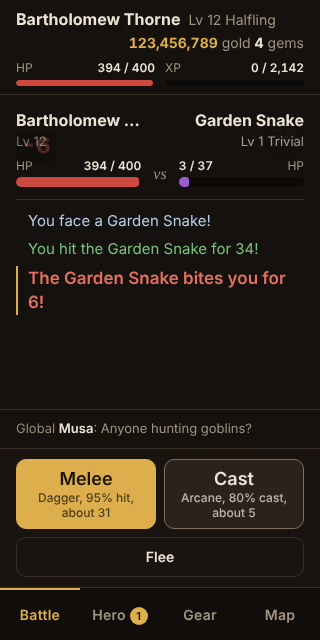 Bartholomew Thorne Lv 12 Halfling
123,456,789 gold 4 gems
HP 394 / 400 XP 0 / 2,142
Bartholomew ... Garden Snake
Lv 12 -6 Lv 1 Trivial
HP 394 / 400 vs 3 / 37 HP
You face a Garden Snake!
You hit the Garden Snake for 34!
The Garden Snake bites you for
6!
Global Musa: Anyone hunting goblins?
Melee Cast
Dagger, 95% hit, Arcane, 80% cast,
about 31 about 5
Flee
Battle Hero 1 Gear Map